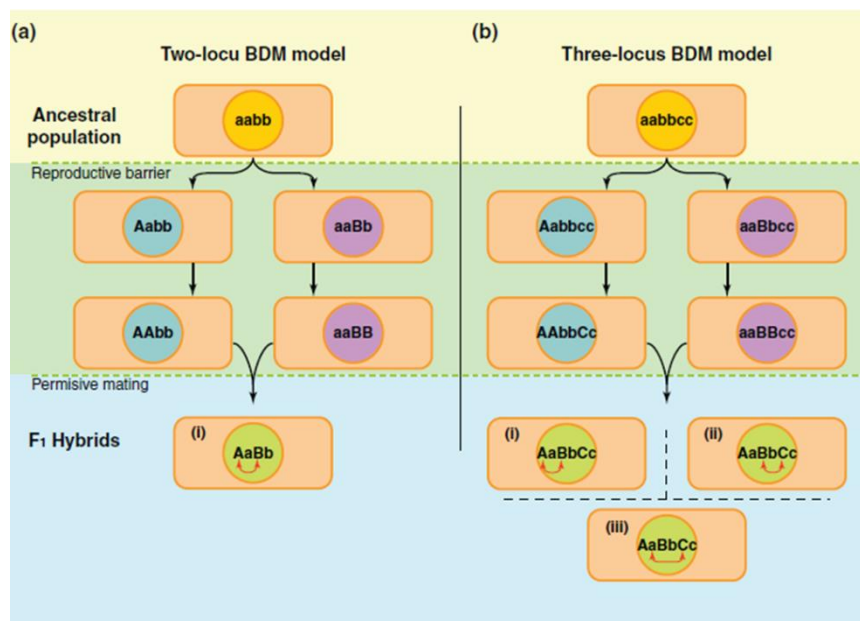 (a)
Two-locu BDM model
Ancestral
population
aabb
Reproductive barrier
Aabb
aaBb
AAbb
aaBB
Permisive mating
F1 Hybrids
(i)
AaBb
(b)
Three-locus BDM model
aabbcc
Aabbcc
aaBbcc
AAbbCc
aaBBcc
(i)
AaBbCc
(ii)
AaBbCc
(iii)
AaBbCc